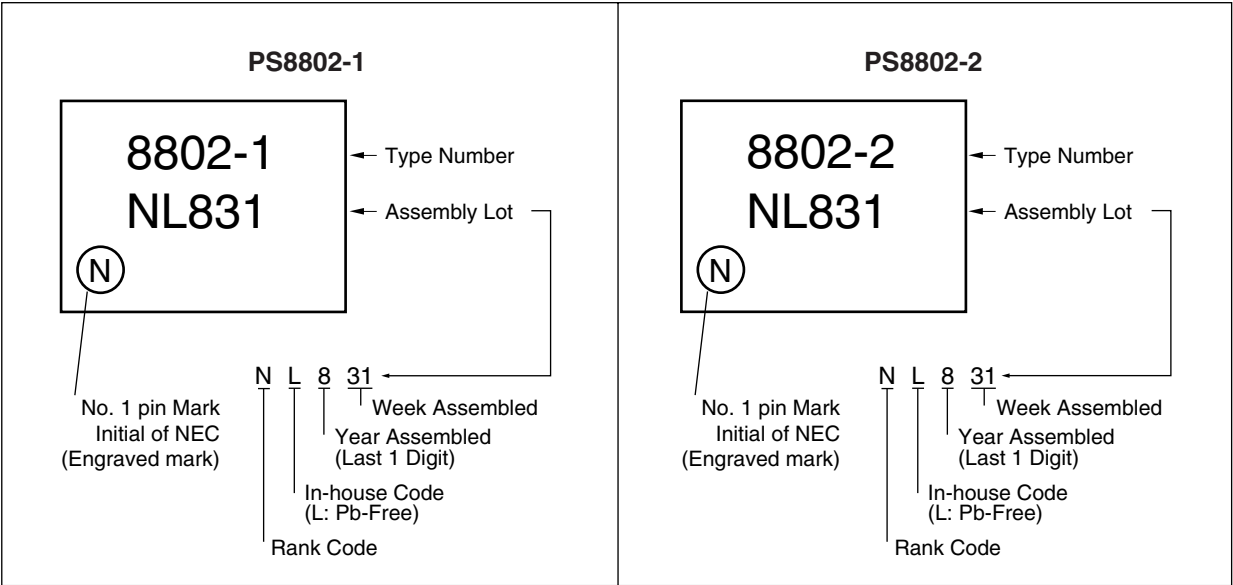 PS8802-1
8802-1
Type Number
NL831
Assembly Lot
N
N L 8 31
No. 1 pin Mark
Initial of NEC
(Engraved mark)
Week Assembled
Year Assembled
(Last 1 Digit)
In-house Code
(L: Pb-Free)
Rank Code
PS8802-2
8802-2
Type Number
NL831
Assembly Lot
N
N L 8 31
No. 1 pin Mark
Initial of NEC
(Engraved mark)
Week Assembled
Year Assembled
(Last 1 Digit)
In-house Code
(L: Pb-Free)
Rank Code